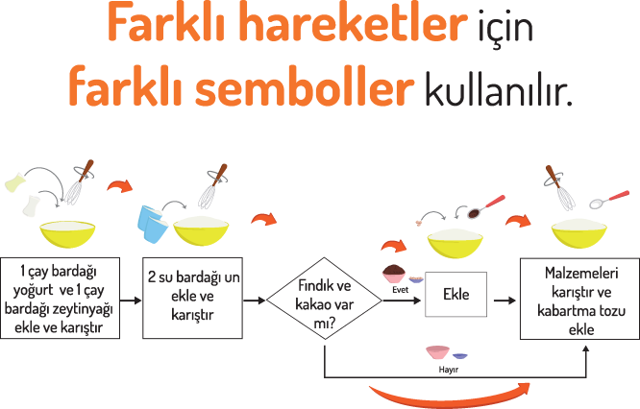 Farklı hareketler için
farklı semboller kullanılır.
1 çay bardağı
yoğurt ve 1 çay
bardağı zeytinyağı
ekle ve karıştır
2 su bardağı un
ekle ve
karıştır
Fındık ve
kakao var
mı?
Evet
Ekle
Malzemeleri
karıştır ve
kabartma tozu
ekle
Hayır